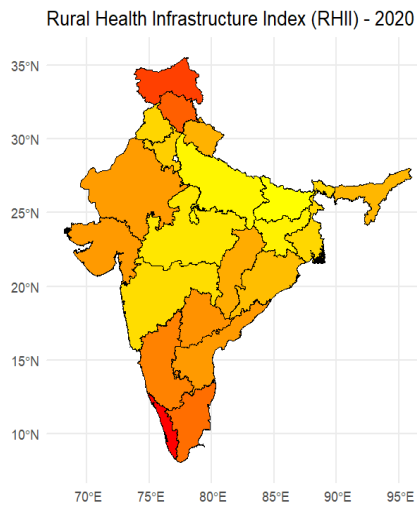 Rural Health Infrastructure Index (RHII) - 2020
35°N
30°N
25°N
20°N
15°N
10°N
70°E 75°E 80°E 85°E 90°E 95°E